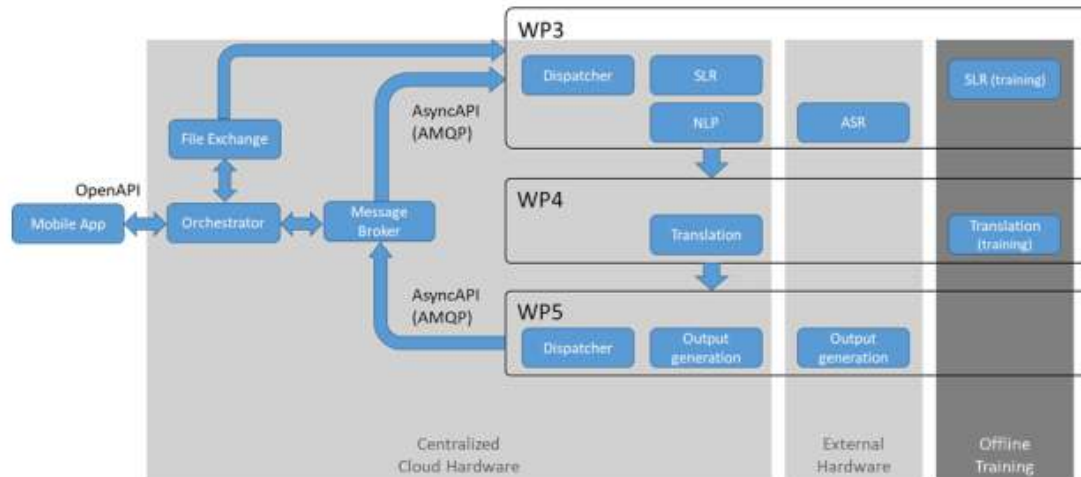 WP3
Dispatcher
SLR
SLR (training)
AsyncAPI
(AMQP)
NLP
ASR
File Exchange
OpenAPI
WP4
Mobile App
Orchestrator
Message
Broker
Translation
Translation
(training)
AsyncAPI
(AMQP)
WP5
Dispatcher
Output
generation
Output
generation
Centralized
Cloud Hardware
External
Hardware
Offline
Training